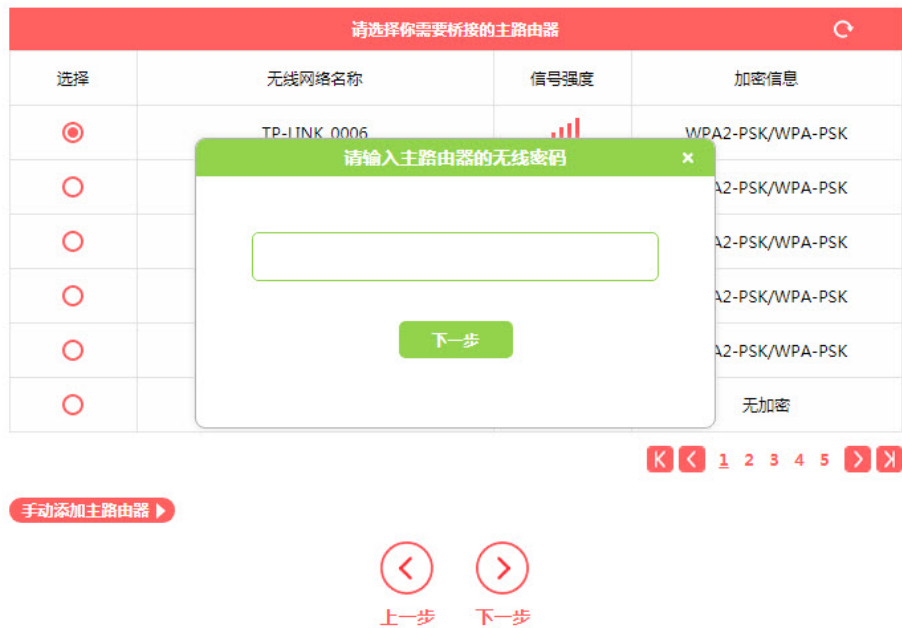 请选择你需要桥接的主路由器
选择 无线网络名称 信号强度 加密信息
TP-LINK_0006 WPA2-PSK/WPA-PSK
请输入主路由器的无线密码 ×
A2-PSK/WPA-PSK
A2-PSK/WPA-PSK
A2-PSK/WPA-PSK
下一步
A2-PSK/WPA-PSK
无加密
1 2 3 4 5
手动添加主路由器
上一步 下一步